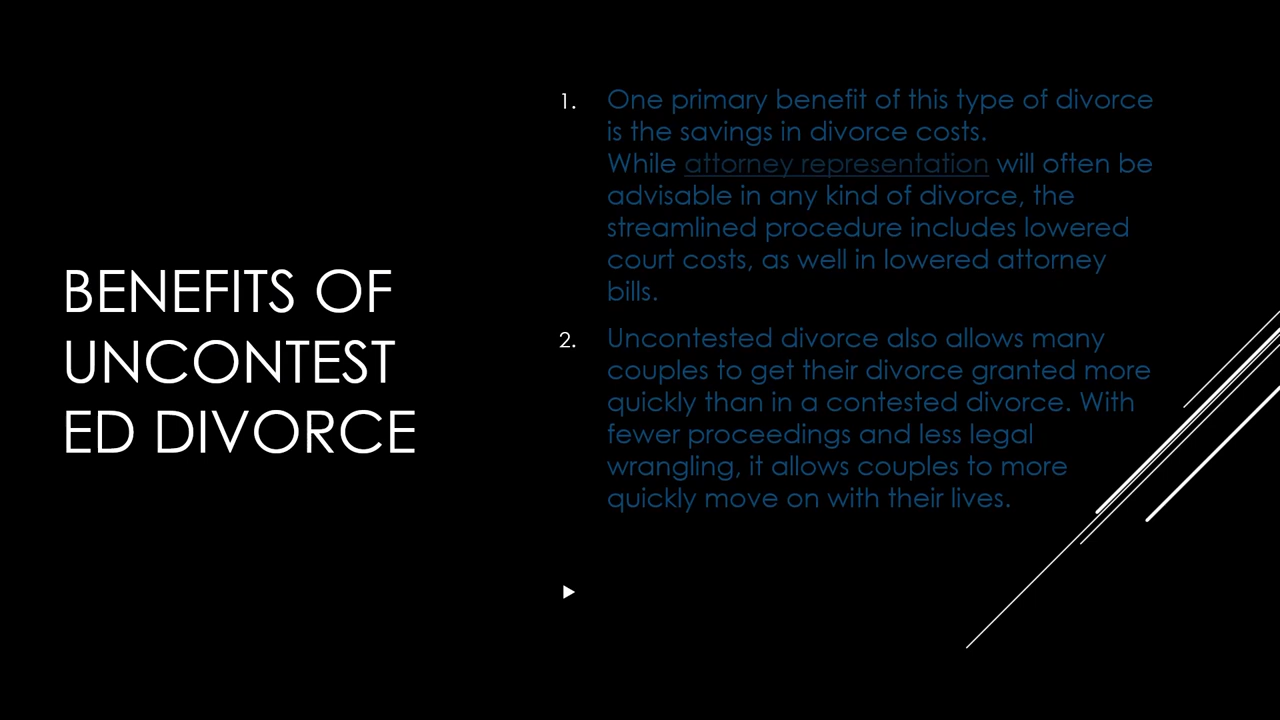 BENEFITS OF
UNCONTEST
ED DIVORCE
1. One primary benefit of this type of divorce
is the savings in divorce costs.
While attorney representation will often be
advisable in any kind of divorce, the
streamlined procedure includes lowered
court costs, as well in lowered attorney
bills.
2. Uncontested divorce also allows many
couples to get their divorce granted more
quickly than in a contested divorce. With
fewer proceedings and less legal
wrangling, it allows couples to more
quickly move on with their lives.